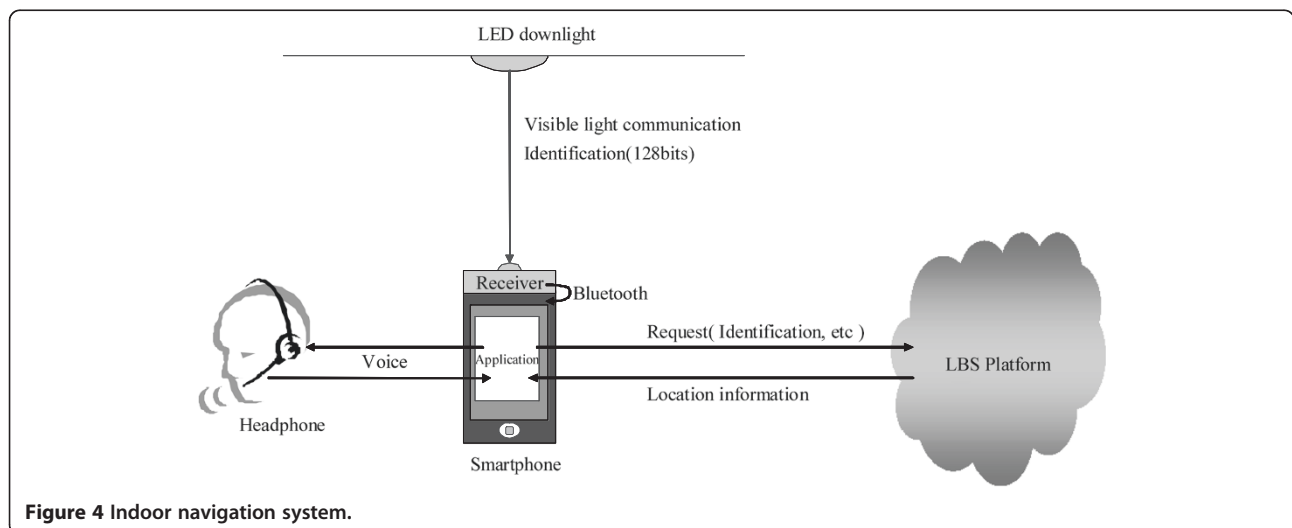 LED downlight
Visible light communication
Identification(128bits)
Receiver
Bluetooth
Request( Identification, etc )
Voice
Application
LBS Platform
Location information
Headphone
Smartphone
Figure 4 Indoor navigation system.